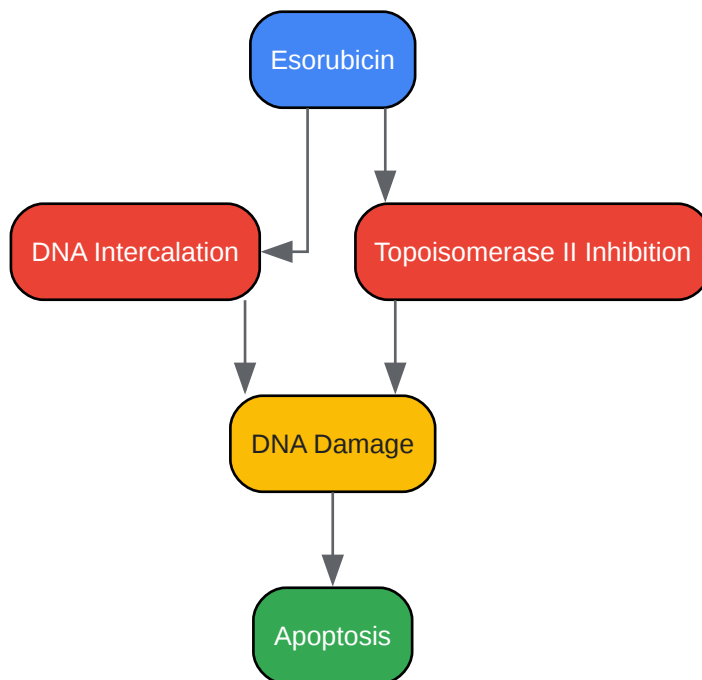 Esorubicin
DNA Intercalation
Topoisomerase II Inhibition
DNA Damage
Apoptosis